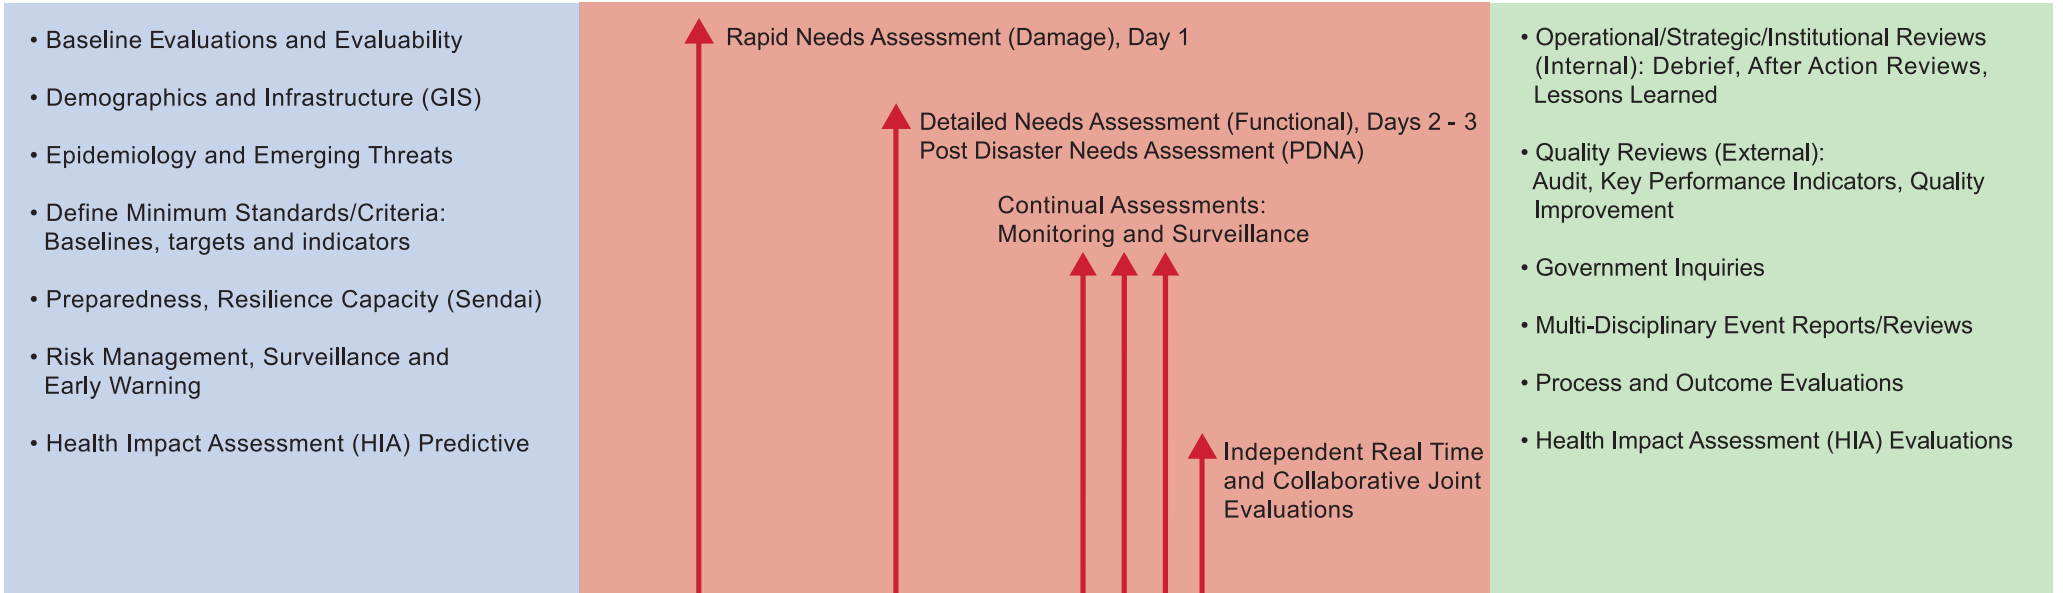 • Baseline Evaluations and Evaluability
• Demographics and Infrastructure (GIS)
• Epidemiology and Emerging Threats
• Define Minimum Standards/Criteria:
Baselines, targets and indicators
• Preparedness, Resilience Capacity (Sendai)
• Risk Management, Surveillance and
Early Warning
• Health Impact Assessment (HIA) Predictive
Rapid Needs Assessment (Damage), Day 1
Detailed Needs Assessment (Functional), Days 2 - 3
Post Disaster Needs Assessment (PDNA)
Continual Assessments:
Monitoring and Surveillance
Independent Real Time
and Collaborative Joint
Evaluations
• Operational/Strategic/Institutional Reviews
(Internal): Debrief, After Action Reviews,
Lessons Learned
• Quality Reviews (External):
Audit, Key Performance Indicators, Quality
Improvement
• Government Inquiries
• Multi-Disciplinary Event Reports/Reviews
• Process and Outcome Evaluations
• Health Impact Assessment (HIA) Evaluations